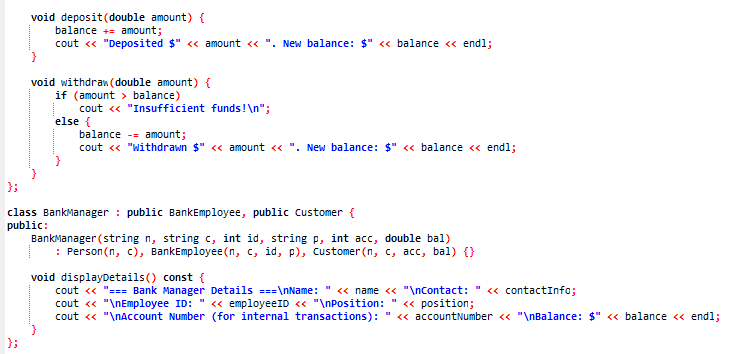 void deposit(double amount) {
balance += amount;
cout << "Deposited $" << amount << ". New balance: $" << balance << endl;
}
void withdraw(double amount) {
if (amount > balance)
cout << "Insufficient funds!\n";
else {
balance -= amount;
cout << "Withdrawn $" << amount << ". New balance: $" << balance << endl;
}
}
};
class BankManager : public BankEmployee, public Customer {
public:
BankManager(string n, string c, int id, string p, int acc, double bal)
: Person(n, c), BankEmployee(n, c, id, p), Customer(n, c, acc, bal) {}
void displayDetails() const {
cout << "=== Bank Manager Details ===\nName: " << name << "\nContact: " << contactInfo;
cout << "\nEmployee ID: " << employeeID << "\nPosition: " << position;
cout << "\nAccount Number (for internal transactions): " << accountNumber << "\nBalance: $" << balance << endl;
}
};